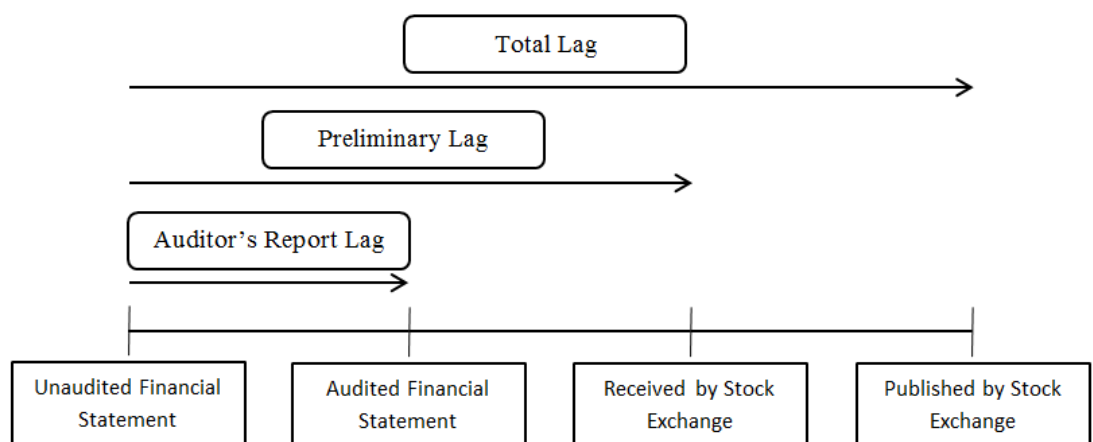 Total Lag
Preliminary Lag
Auditor’s Report Lag
Unaudited Financial
Statement
Audited Financial
Statement
Received by Stock
Exchange
Published by Stock
Exchange